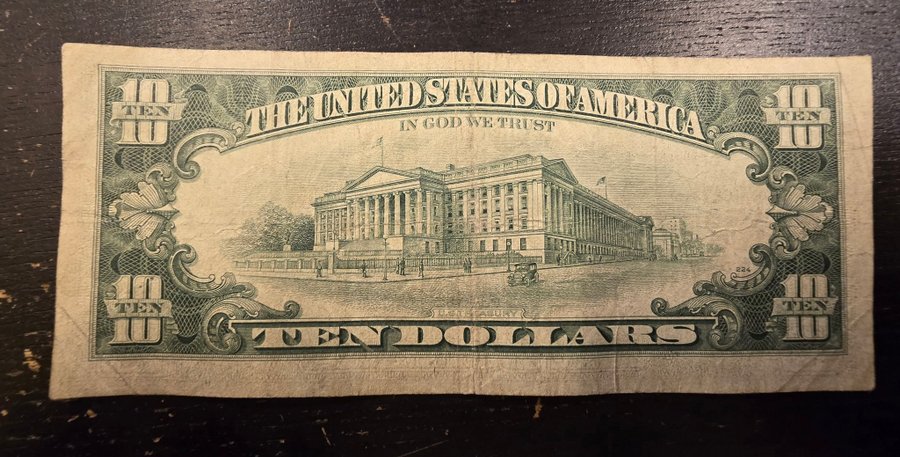 10 TEN 10
THE UNITED STATES OF AMERICA
10 TEN 10
IN GOD WE TRUST
224
U.S. TREASURY
10 TEN 10
TEN DOLLARS
10 TEN 10